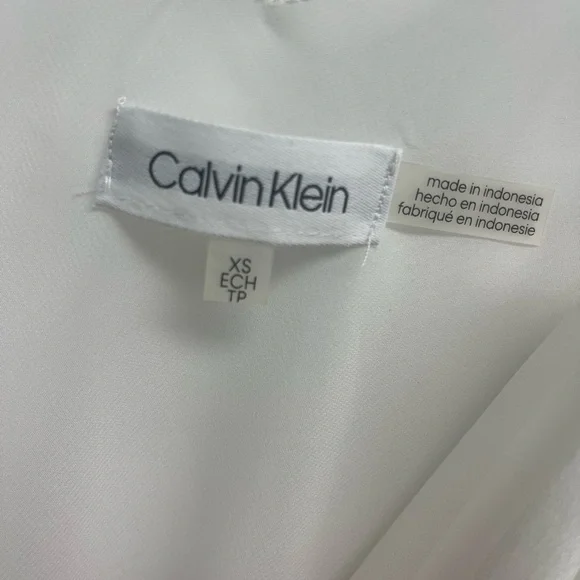 Calvin Klein
made in indonesia
hecho en indonesia
fabriqué en indonesie
XS
ECH
TP